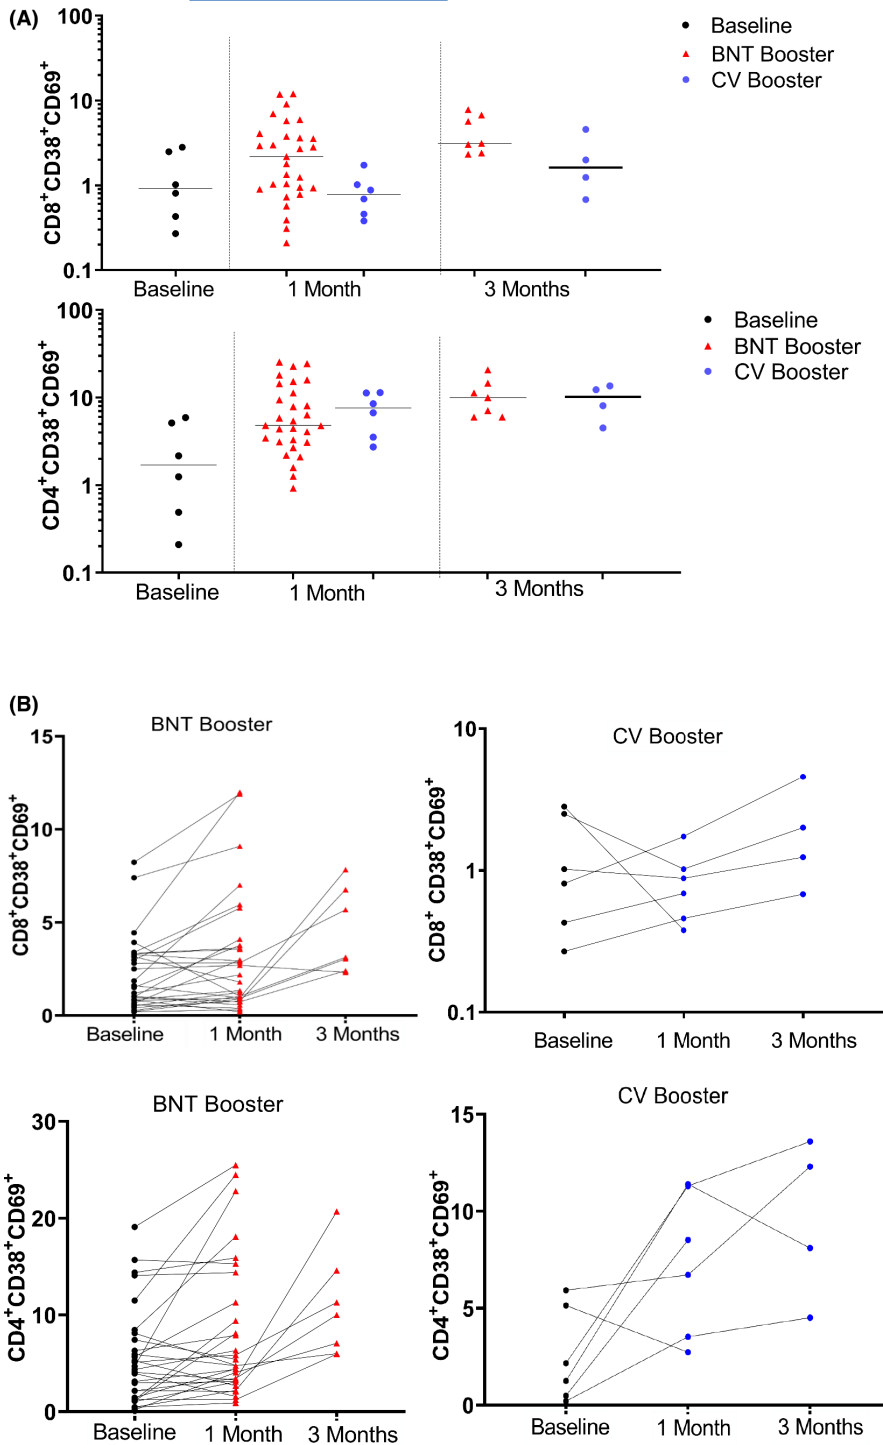 (A)
100
10
1
0.1
CD8+CD38+CD69+
Baseline
1 Month
3 Months
Baseline
BNT Booster
CV Booster
100
10
1
0.1
CD4+CD38+CD69+
Baseline
1 Month
3 Months
Baseline
BNT Booster
CV Booster
(B)
BNT Booster
15
10
5
0
CD8+CD38+CD69+
Baseline
1 Month
3 Months
CV Booster
10
1
0.1
CD8+ CD38+CD69+
Baseline
1 Month
3 Months
BNT Booster
30
20
10
0
CD4+CD38+CD69+
Baseline
1 Month
3 Months
CV Booster
15
10
5
0
CD4+CD38+CD69+
Baseline
1 Month
3 Months